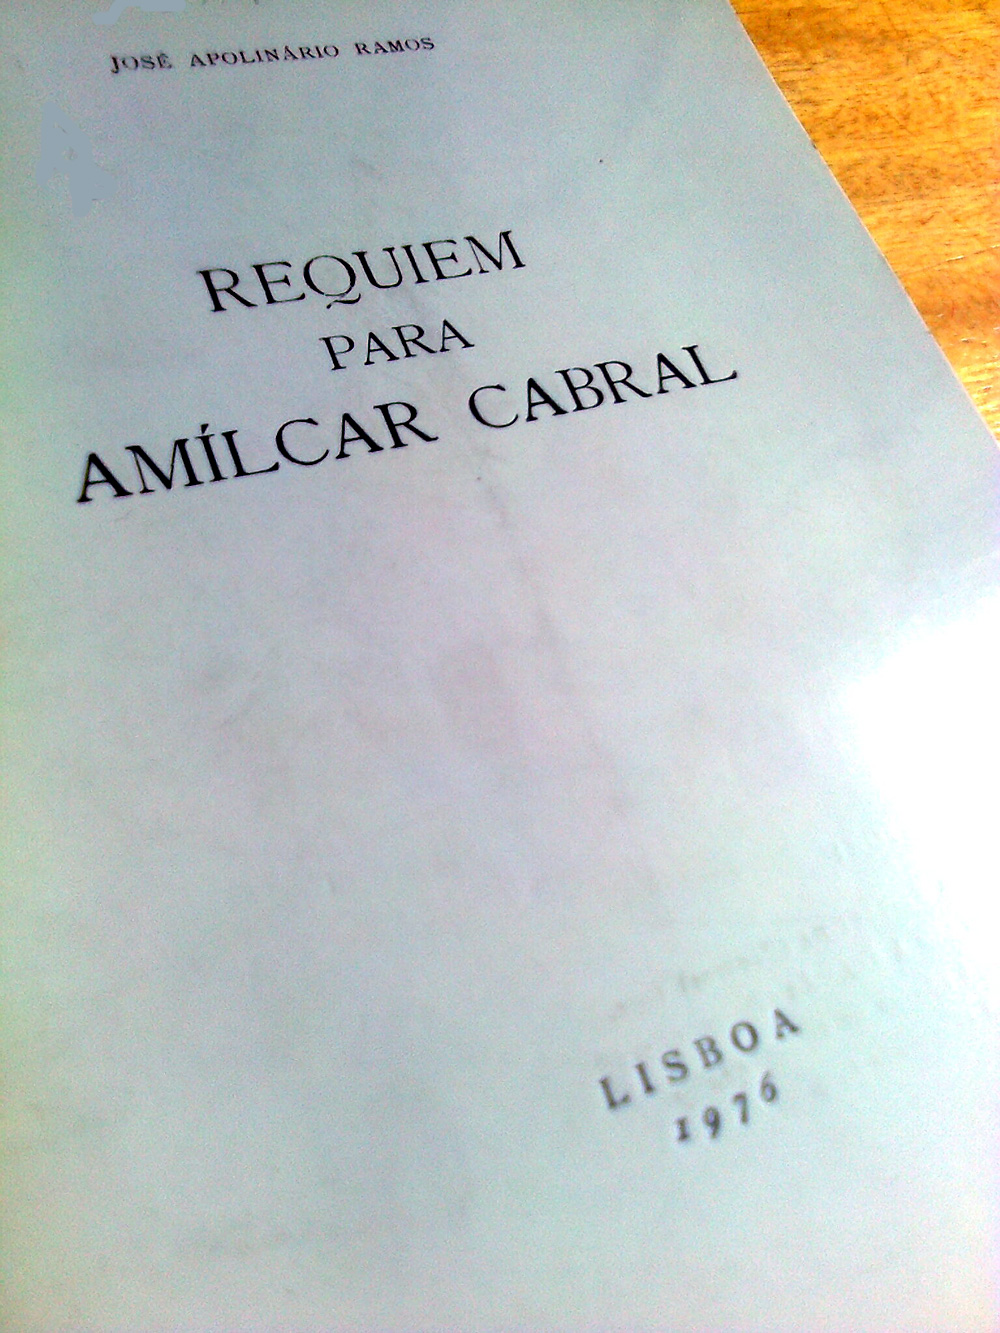 JOSÉ APOLINÁRIO RAMOS
REQUIEM
PARA
AMÍLCAR CABRAL
LISBOA
1976